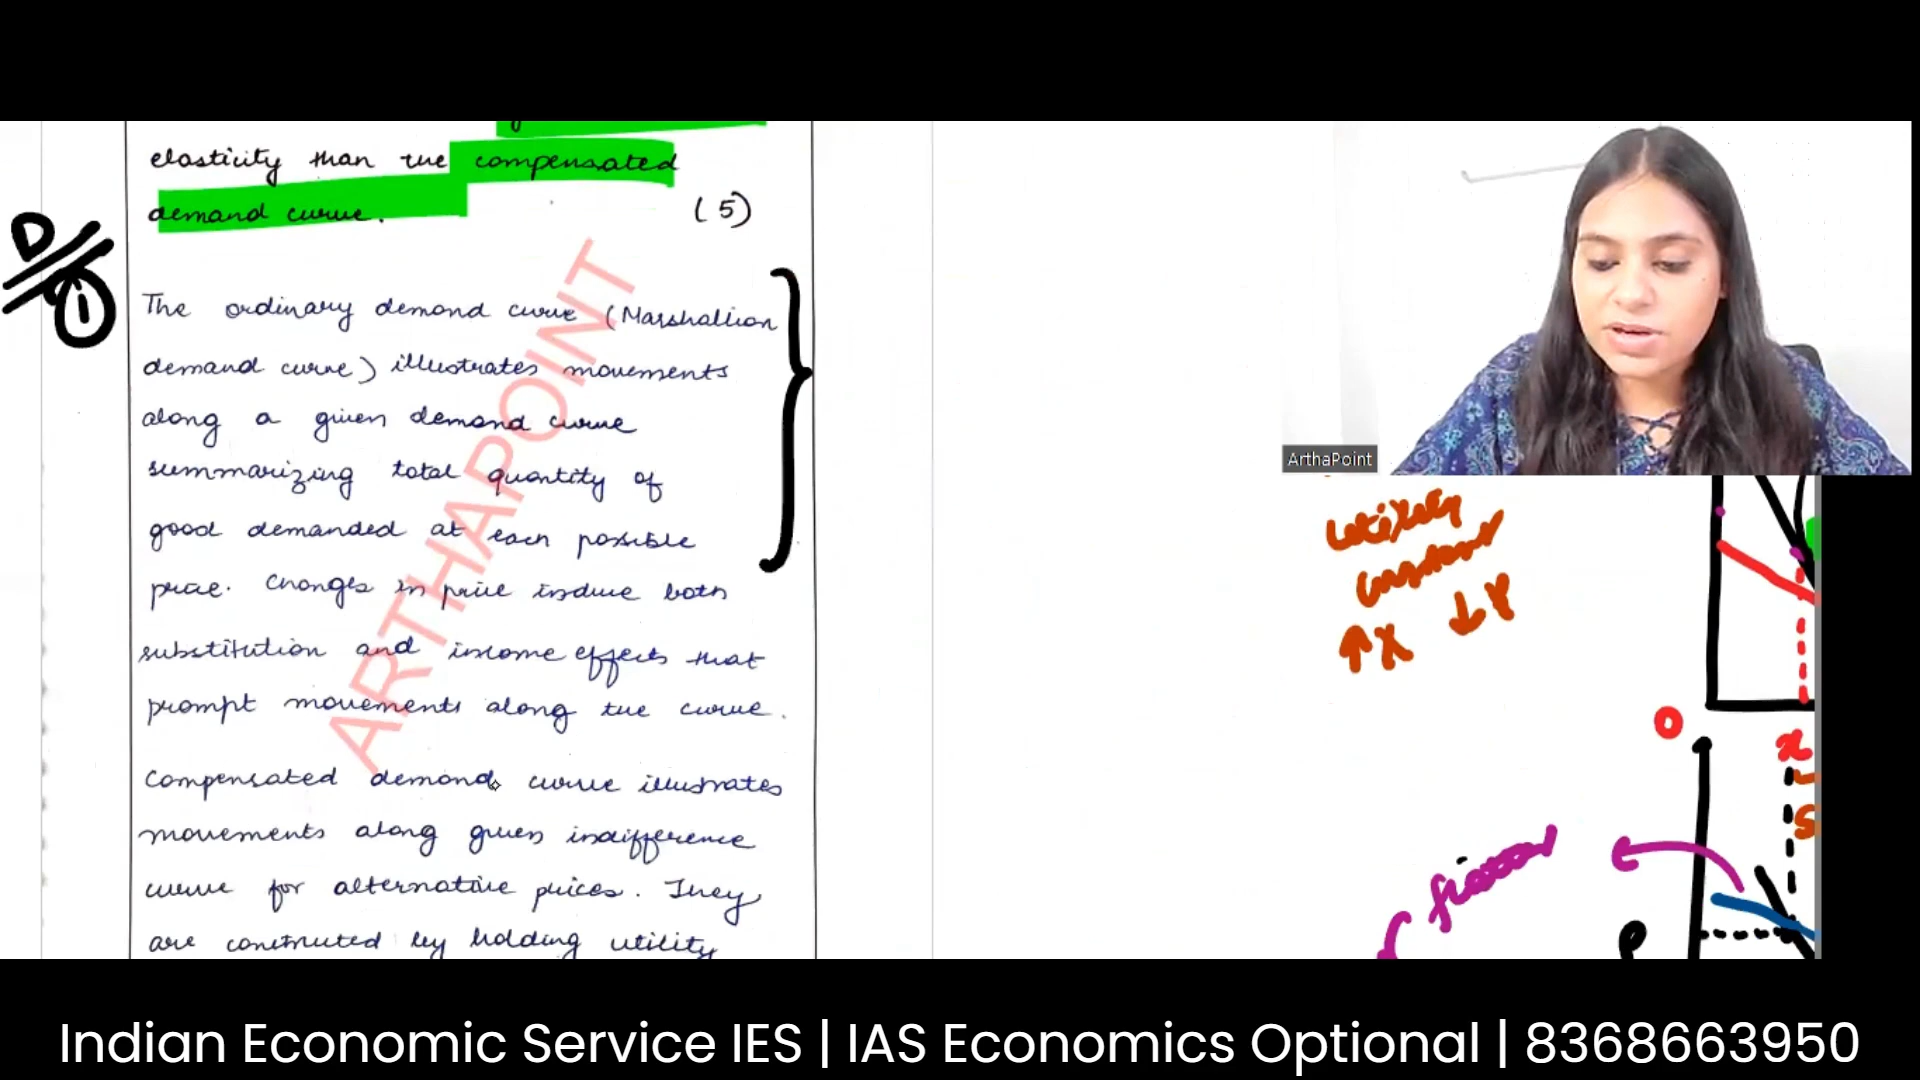 elasticity than the compensated
demand curve. (5)
D/1
The ordinary demand curve (Marshallian
demand curve) illustrates movements
along a given demand curve
summarizing total quantity of
good demanded at each possible
price. Changes in price induce both
substitution and income effects that
prompt movements along the curve.
Compensated demand curve illustrates
movements along given indifference
curve for alternative prices. They
are constructed by holding utility
ARTHAPOINT
ArthaPoint
utility
constant
↑X ↓Y
O
x
S
P
Indian Economic Service IES | IAS Economics Optional | 8368663950